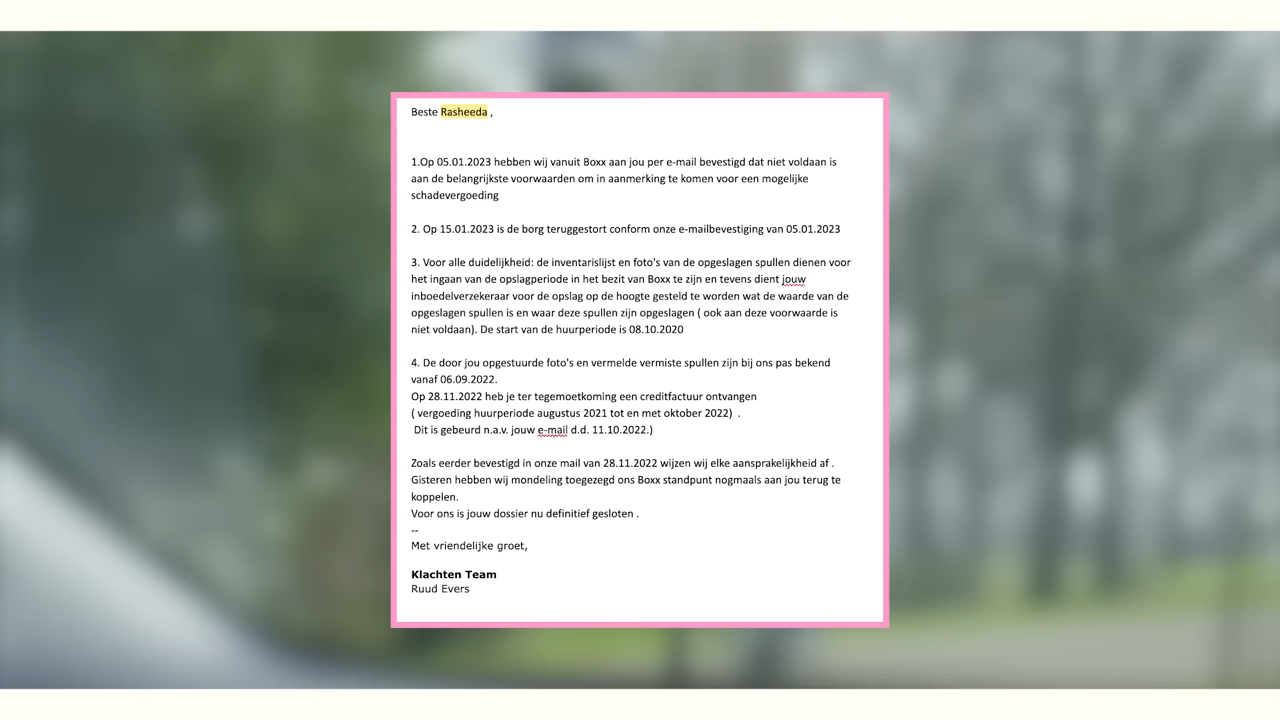 Beste Rasheeda ,
1.Op 05.01.2023 hebben wij vanuit Boxx aan jou per e-mail bevestigd dat niet voldaan is
aan de belangrijkste voorwaarden om in aanmerking te komen voor een mogelijke
schadevergoeding
2. Op 15.01.2023 is de borg teruggestort conform onze e-mailbevestiging van 05.01.2023
3. Voor alle duidelijkheid: de inventarislijst en foto's van de opgeslagen spullen dienen voor
het ingaan van de opslagperiode in het bezit van Boxx te zijn en tevens dient jouw
inboedelverzekeraar voor de opslag op de hoogte gesteld te worden wat de waarde van de
opgeslagen spullen is en waar deze spullen zijn opgeslagen ( ook aan deze voorwaarde is
niet voldaan). De start van de huurperiode is 08.10.2020
4. De door jou opgestuurde foto's en vermelde vermiste spullen zijn bij ons pas bekend
vanaf 06.09.2022.
Op 28.11.2022 heb je ter tegemoetkoming een creditfactuur ontvangen
( vergoeding huurperiode augustus 2021 tot en met oktober 2022)  .
Dit is gebeurd n.a.v. jouw e-mail d.d. 11.10.2022.)
Zoals eerder bevestigd in onze mail van 28.11.2022 wijzen wij elke aansprakelijkheid af .
Gisteren hebben wij mondeling toegezegd ons Boxx standpunt nogmaals aan jou terug te
koppelen.
Voor ons is jouw dossier nu definitief gesloten .
--
Met vriendelijke groet,
Klachten Team
Ruud Evers